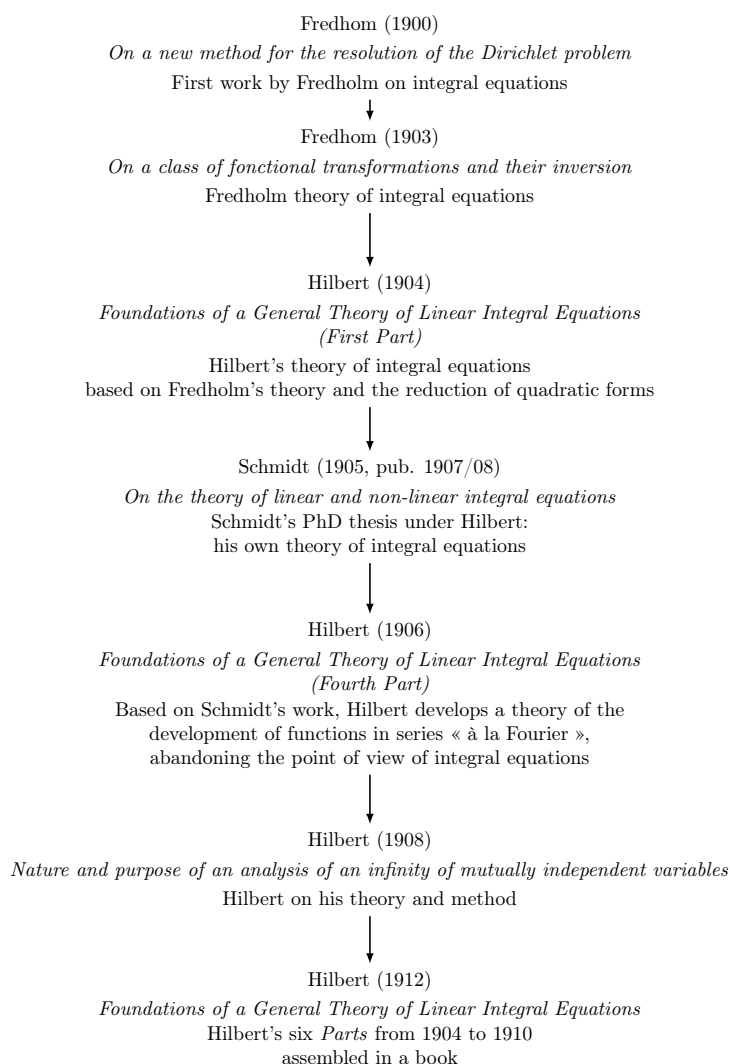 Fredhom (1900)
On a new method for the resolution of the Dirichlet problem
First work by Fredholm on integral equations
Fredhom (1903)
On a class of fonctional transformations and their inversion
Fredholm theory of integral equations
Hilbert (1904)
Foundations of a General Theory of Linear Integral Equations
(First Part)
Hilbert's theory of integral equations
based on Fredholm's theory and the reduction of quadratic forms
Schmidt (1905, pub. 1907/08)
On the theory of linear and non-linear integral equations
Schmidt's PhD thesis under Hilbert:
his own theory of integral equations
Hilbert (1906)
Foundations of a General Theory of Linear Integral Equations
(Fourth Part)
Based on Schmidt's work, Hilbert develops a theory of the
development of functions in series « à la Fourier »,
abandoning the point of view of integral equations
Hilbert (1908)
Nature and purpose of an analysis of an infinity of mutually independent variables
Hilbert on his theory and method
Hilbert (1912)
Foundations of a General Theory of Linear Integral Equations
Hilbert's six Parts from 1904 to 1910
assembled in a book